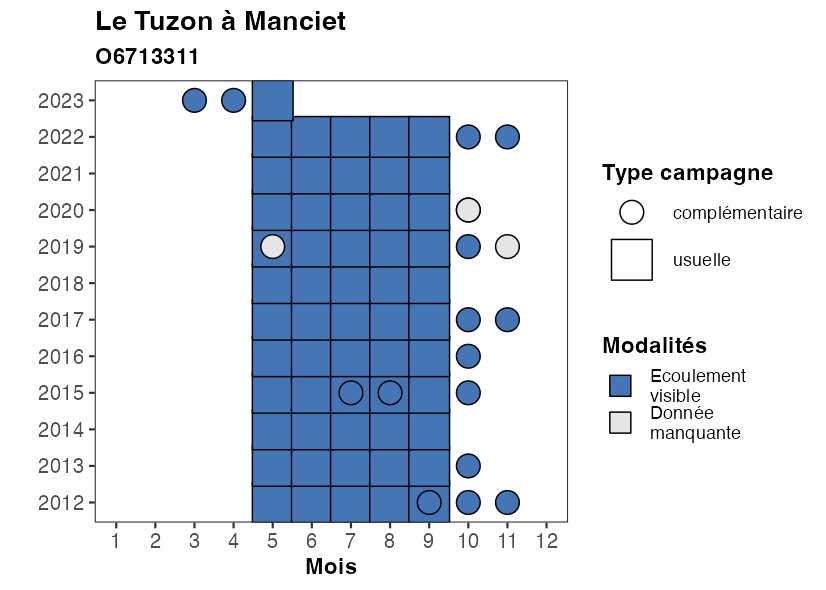 Le Tuzon à Manciet
O6713311
2023
2022
2021
2020
2019
2018
2017
2016
2015
2014
2013
2012
1 2 3 4 5 6 7 8 9 10 11 12
Mois
Type campagne
complémentaire
usuelle
Modalités
Ecoulement
visible
Donnée
manquante